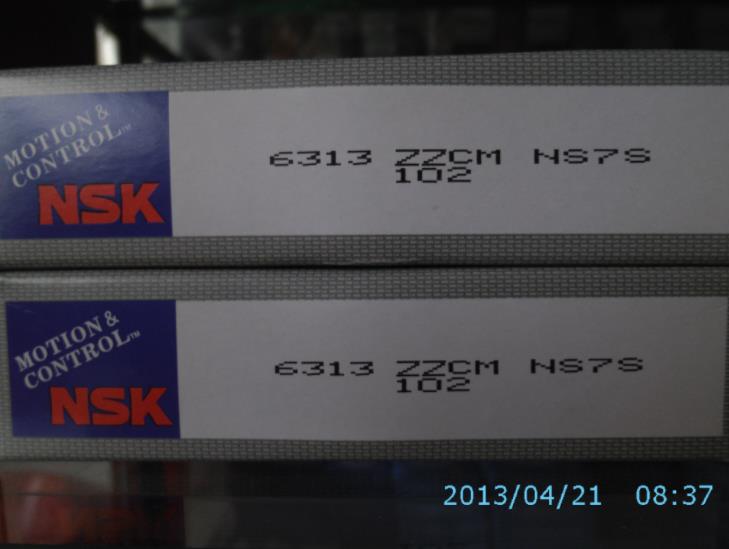 MOTION &
CONTROL™
NSK
6313 ZZCM NS7S
102
MOTION &
CONTROL™
NSK
6313 ZZCM NS7S
102
2013/04/21 08:37